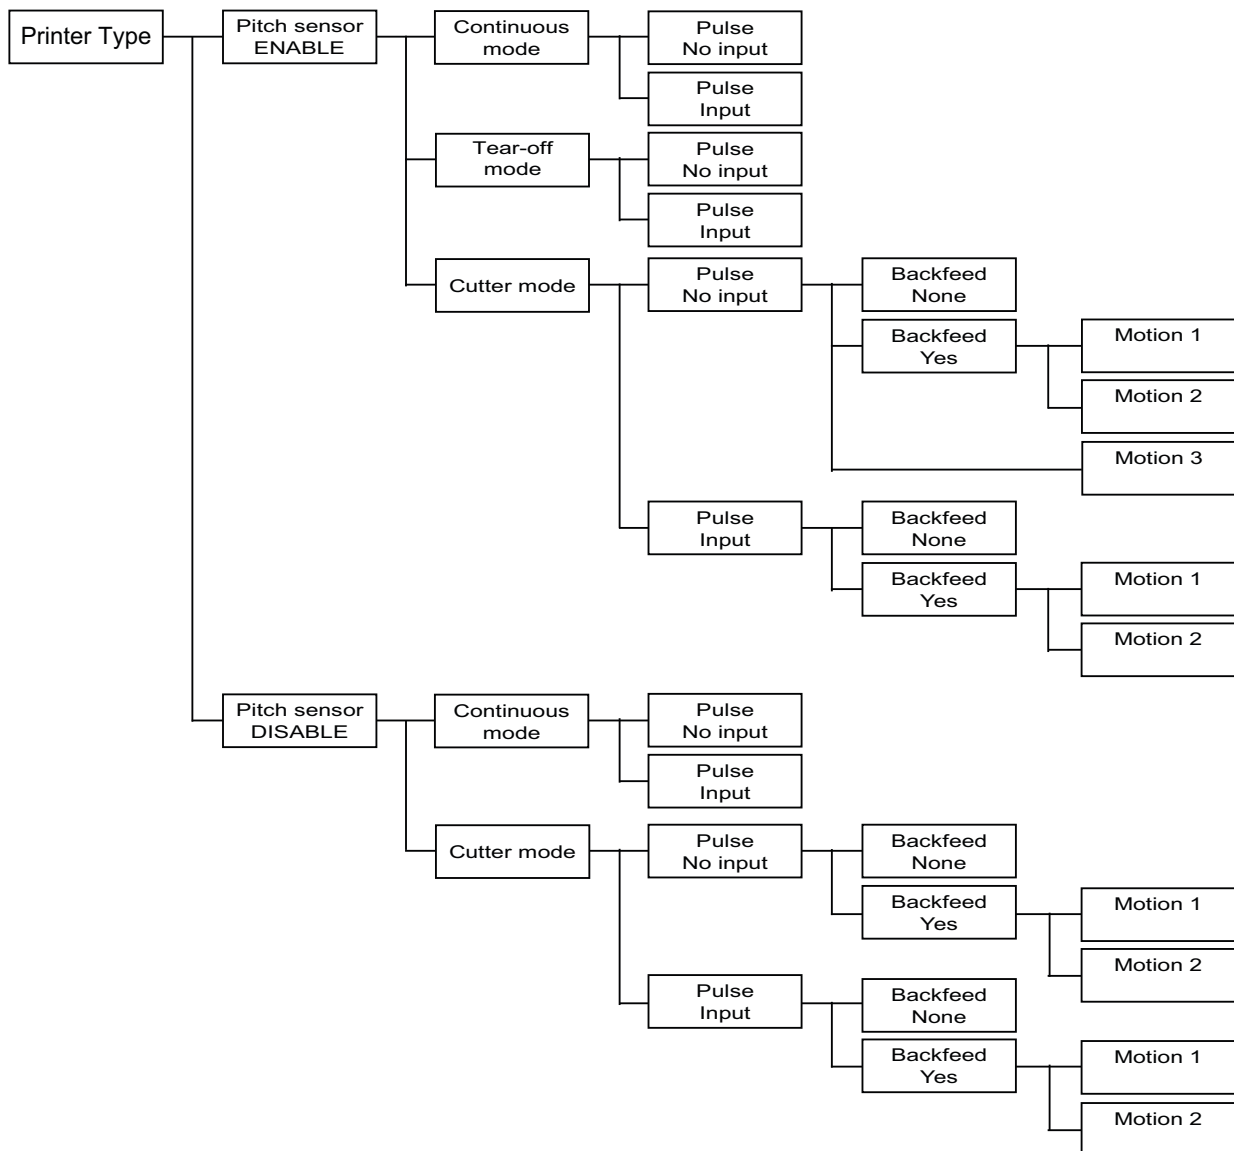 Printer Type
Pitch sensor
ENABLE
Continuous
mode
Pulse
No input
Pulse
Input
Tear-off
mode
Pulse
No input
Pulse
Input
Cutter mode
Pulse
No input
Backfeed
None
Backfeed
Yes
Motion 1
Motion 2
Motion 3
Pulse
Input
Backfeed
None
Backfeed
Yes
Motion 1
Motion 2
Pitch sensor
DISABLE
Continuous
mode
Pulse
No input
Pulse
Input
Cutter mode
Pulse
No input
Backfeed
None
Backfeed
Yes
Motion 1
Motion 2
Pulse
Input
Backfeed
None
Backfeed
Yes
Motion 1
Motion 2